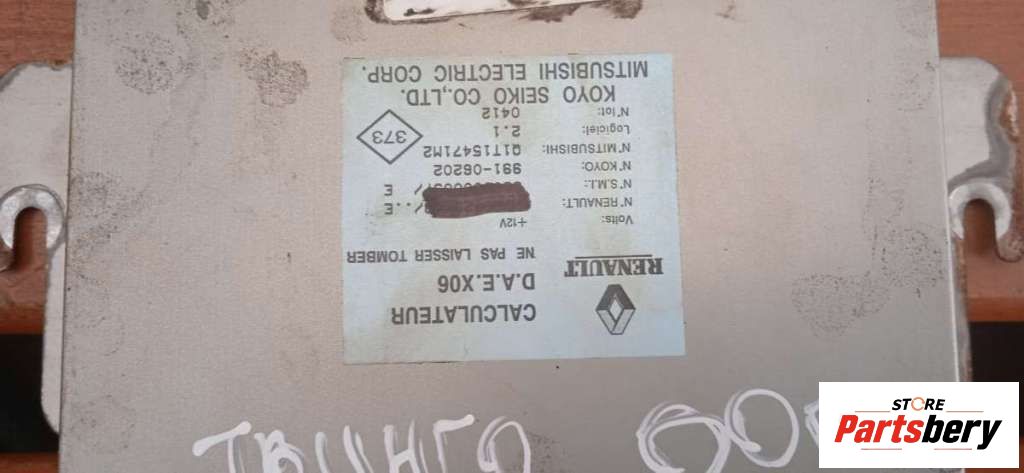 CALCULATEUR
D.A.E.X06
NE PAS LAISSER TOMBER
RENAULT
Volts: +12V
N°RENAULT: E
N°S.M.I.: E
N°KOYO: 991-06202
N°MITSUBISHI: Q1T15471M2
Logiciel: 2.1
N°lot: 0412
373
KOYO SEIKO CO.,LTD.
MITSUBISHI ELECTRIC CORP.
ТВИНГО
STORE
Partsbery